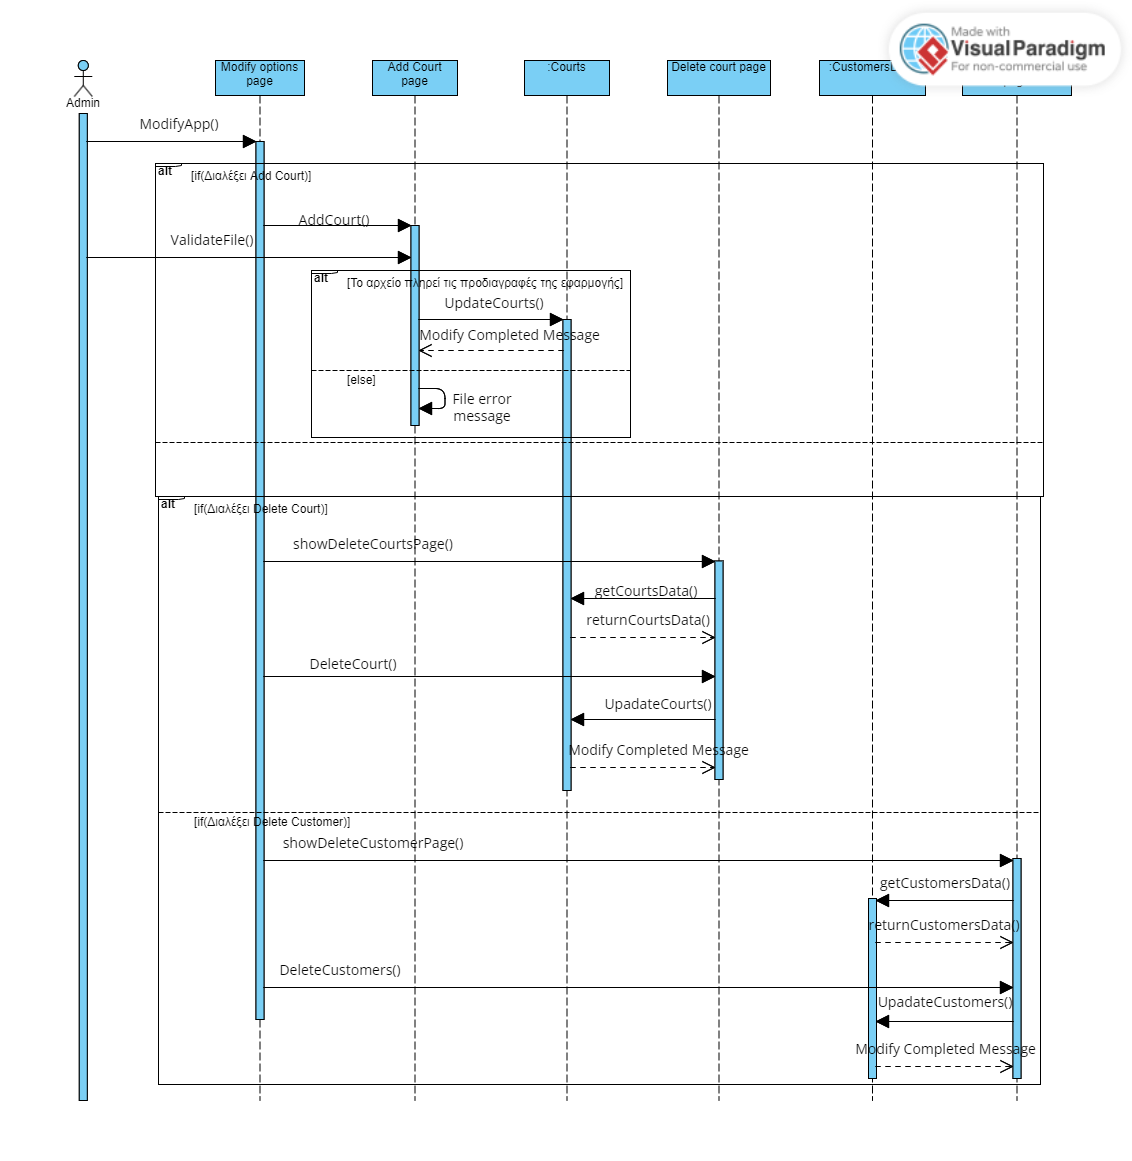 Made with
Visual Paradigm
For non-commercial use
Admin
Modify options
page
Add Court
page
:Courts
Delete court page
ModifyApp()
alt
[if(Διαλέξει Add Court)]
AddCourt()
ValidateFile()
alt
[Το αρχείο πληρεί τις προδιαγραφές της εφαρμογής]
UpdateCourts()
Modify Completed Message
[else]
File error
message
alt
[if(Διαλέξει Delete Court)]
showDeleteCourtsPage()
getCourtsData()
returnCourtsData()
DeleteCourt()
UpadateCourts()
Modify Completed Message
[if(Διαλέξει Delete Customer)]
showDeleteCustomerPage()
getCustomersData()
returnCustomersData()
DeleteCustomers()
UpadateCustomers()
Modify Completed Message